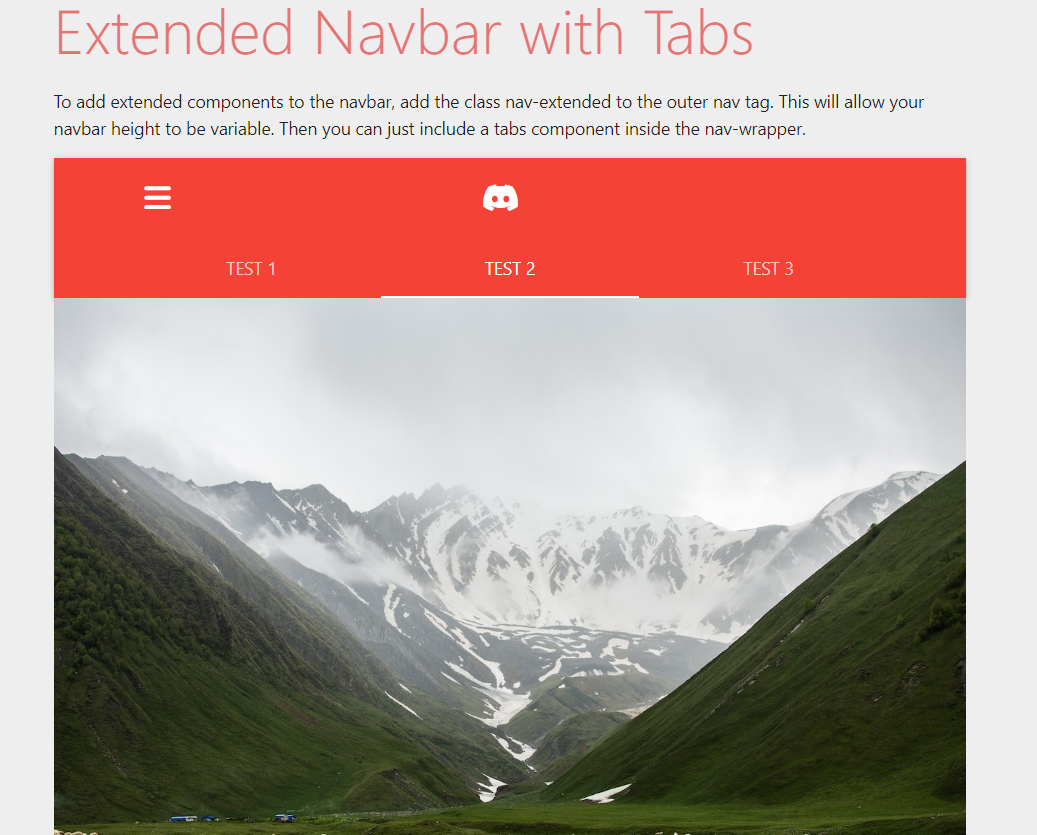 Extended Navbar with Tabs
To add extended components to the navbar, add the class nav-extended to the outer nav tag. This will allow your
navbar height to be variable. Then you can just include a tabs component inside the nav-wrapper.
TEST 1
TEST 2
TEST 3